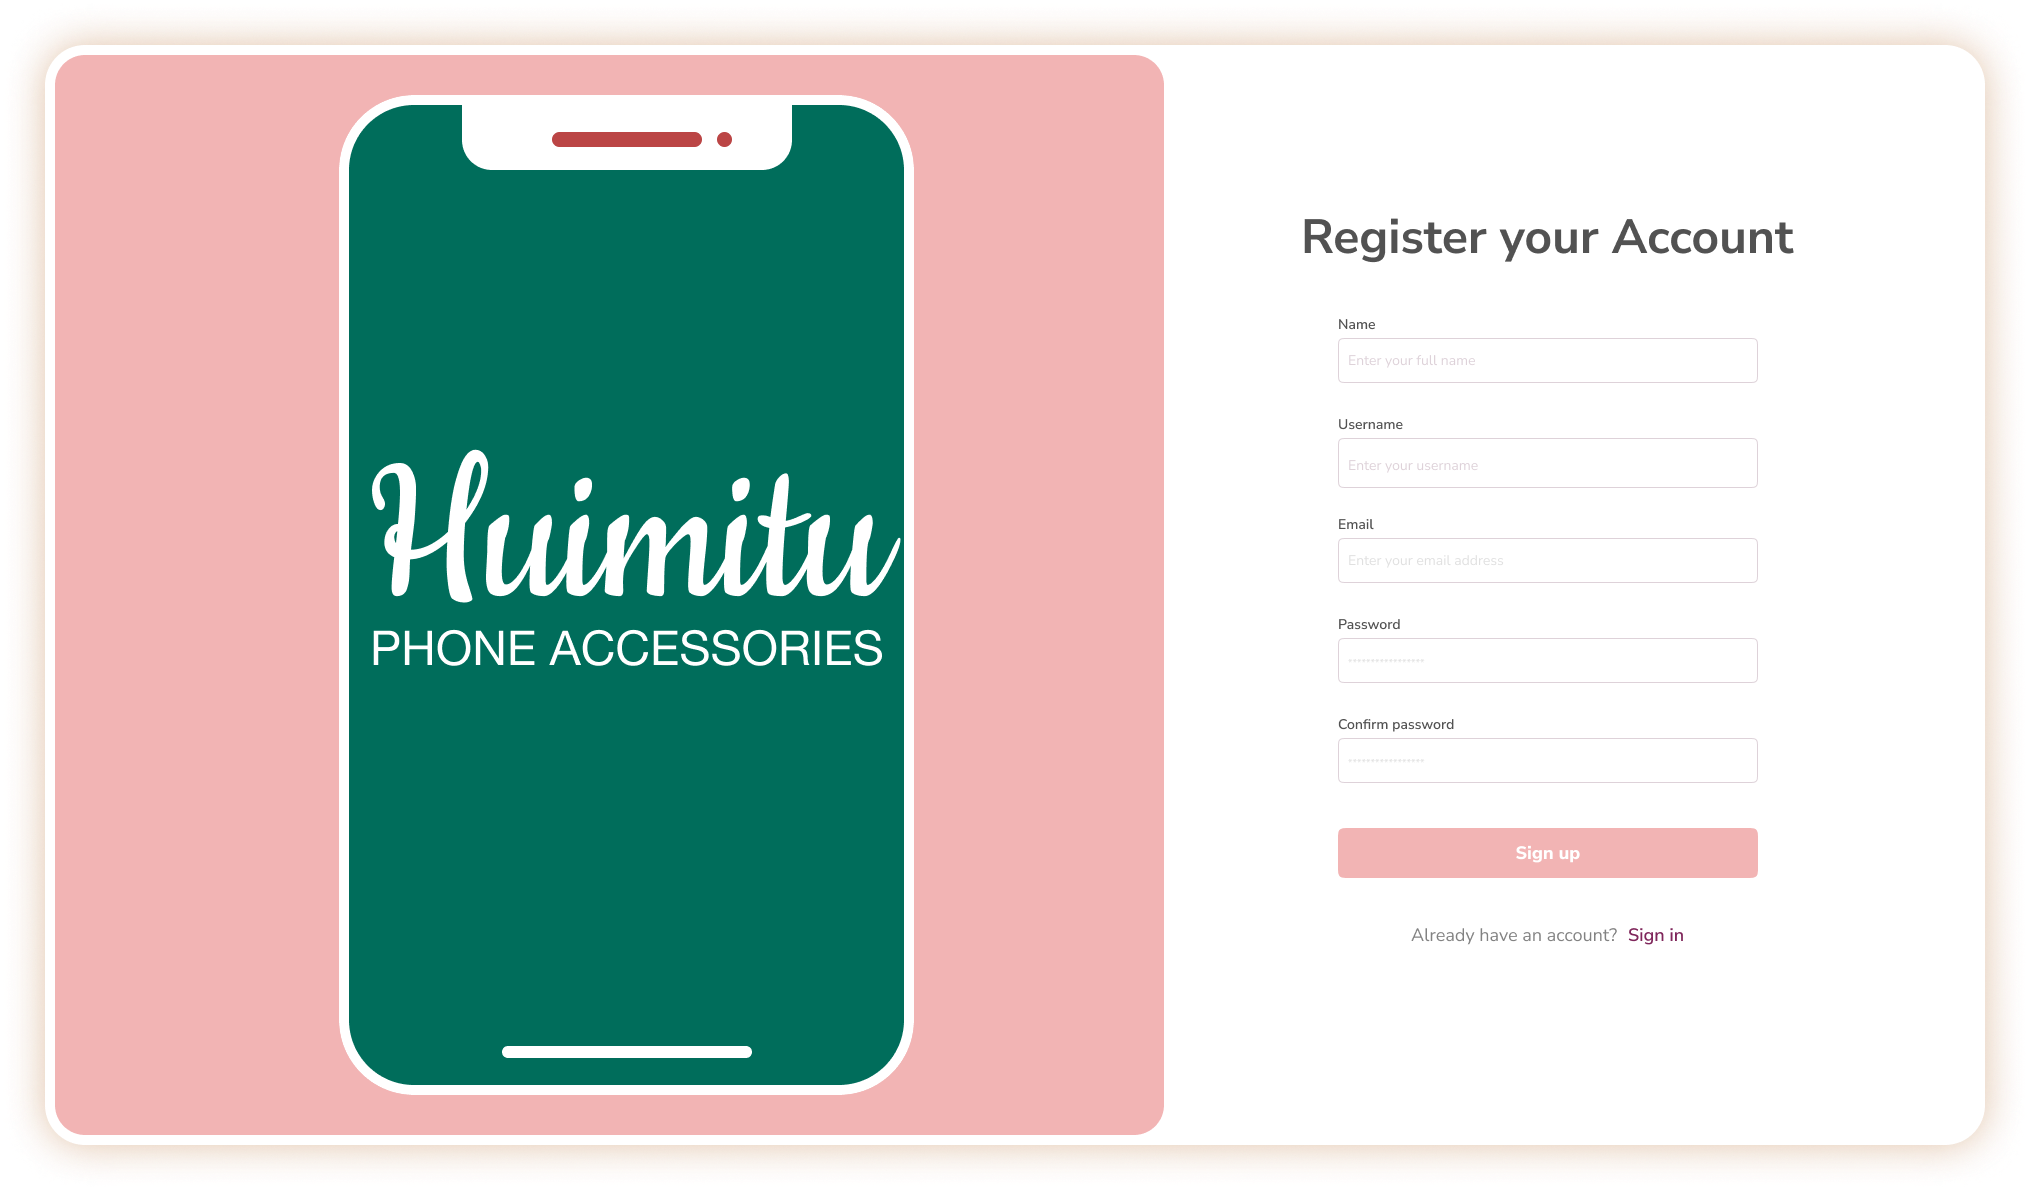 Huimitu
PHONE ACCESSORIES
Register your Account
Name
Enter your full name
Username
Enter your username
Email
Enter your email address
Password
•••••••••••••••••
Confirm password
•••••••••••••••••
Sign up
Already have an account? Sign in